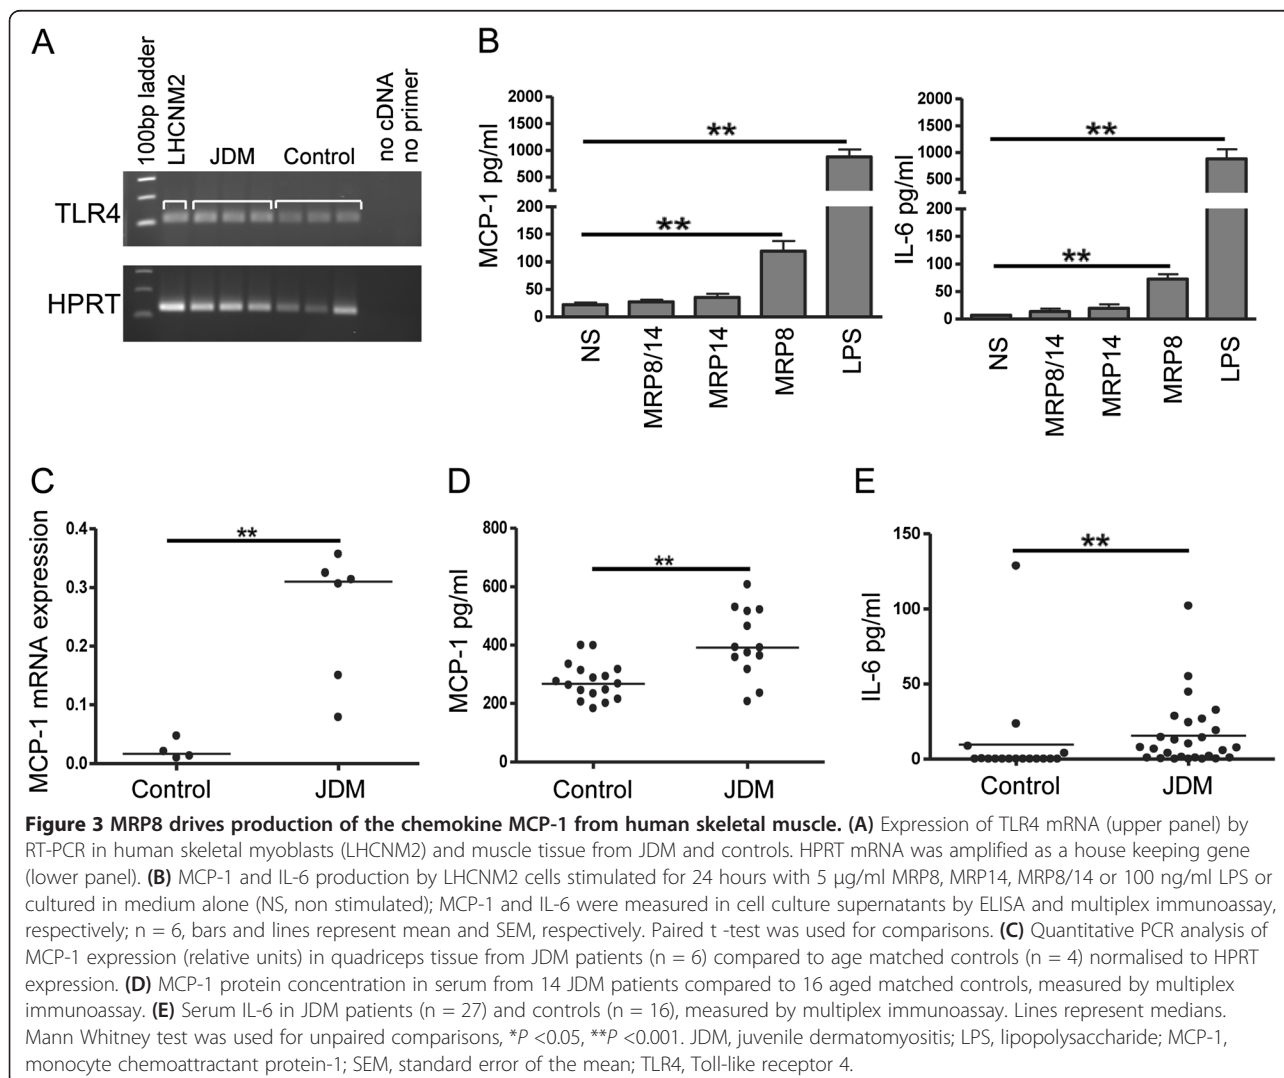 A
100bp ladder
LHCNM2
JDM
Control
no cDNA
no primer
TLR4
HPRT
B
MCP-1 pg/ml
2000
1500
1000
500
200
150
100
50
0
**
**
NS
MRP8/14
MRP14
MRP8
LPS
IL-6 pg/ml
2000
1500
1000
500
200
150
100
50
0
**
**
NS
MRP8/14
MRP14
MRP8
LPS
C
MCP-1 mRNA expression
0.4
0.3
0.2
0.1
0.0
**
Control
JDM
D
MCP-1 pg/ml
800
600
400
200
0
**
Control
JDM
E
IL-6 pg/ml
150
100
50
0
**
Control
JDM
Figure 3 MRP8 drives production of the chemokine MCP-1 from human skeletal muscle. (A) Expression of TLR4 mRNA (upper panel) by
RT-PCR in human skeletal myoblasts (LHCNM2) and muscle tissue from JDM and controls. HPRT mRNA was amplified as a house keeping gene
(lower panel). (B) MCP-1 and IL-6 production by LHCNM2 cells stimulated for 24 hours with 5 μg/ml MRP8, MRP14, MRP8/14 or 100 ng/ml LPS or
cultured in medium alone (NS, non stimulated); MCP-1 and IL-6 were measured in cell culture supernatants by ELISA and multiplex immunoassay,
respectively; n = 6, bars and lines represent mean and SEM, respectively. Paired t -test was used for comparisons. (C) Quantitative PCR analysis of
MCP-1 expression (relative units) in quadriceps tissue from JDM patients (n = 6) compared to age matched controls (n = 4) normalised to HPRT
expression. (D) MCP-1 protein concentration in serum from 14 JDM patients compared to 16 aged matched controls, measured by multiplex
immunoassay. (E) Serum IL-6 in JDM patients (n = 27) and controls (n = 16), measured by multiplex immunoassay. Lines represent medians.
Mann Whitney test was used for unpaired comparisons, *P <0.05, **P <0.001. JDM, juvenile dermatomyositis; LPS, lipopolysaccharide; MCP-1,
monocyte chemoattractant protein-1; SEM, standard error of the mean; TLR4, Toll-like receptor 4.